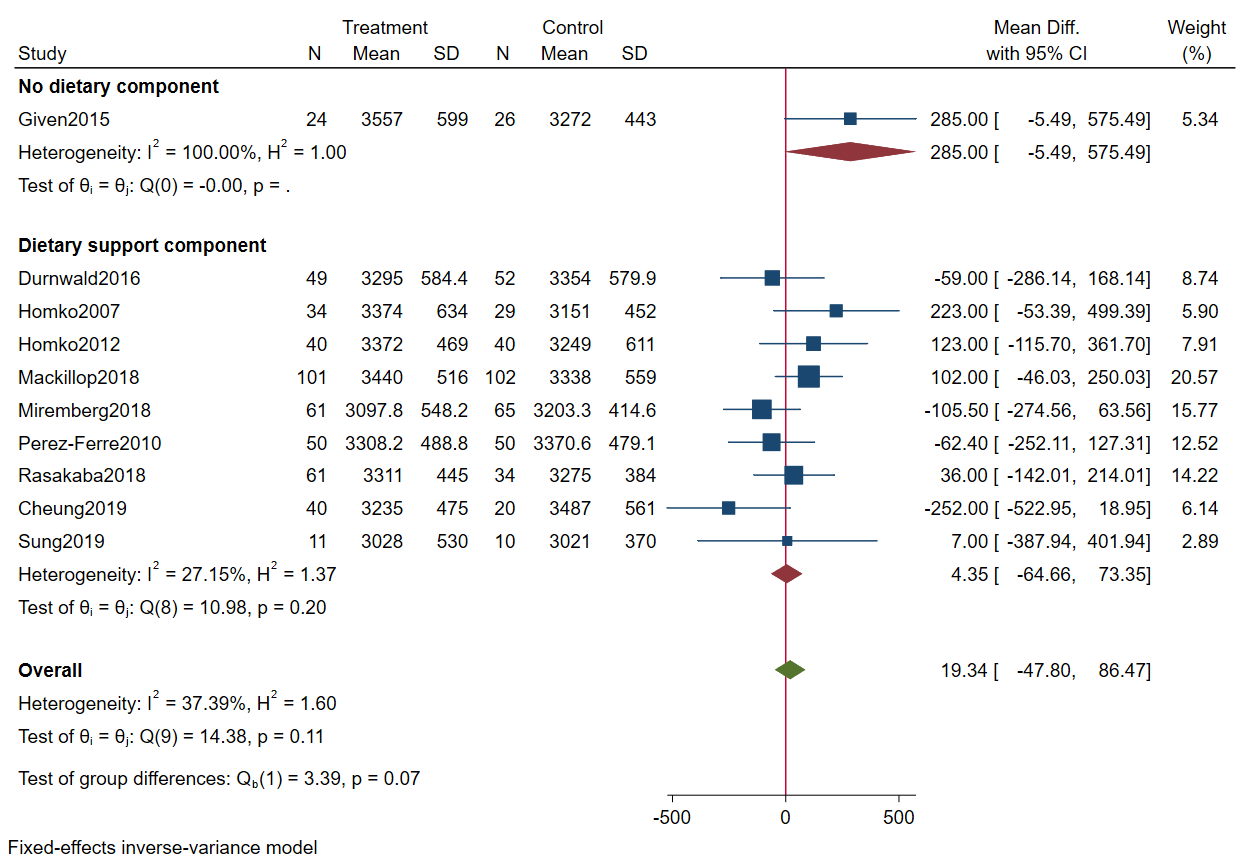 Treatment Control Mean Diff. Weight
Study N Mean SD N Mean SD with 95% CI (%)
No dietary component
Given2015 24 3557 599 26 3272 443 285.00 [ -5.49, 575.49] 5.34
Heterogeneity: I² = 100.00%, H² = 1.00 285.00 [ -5.49, 575.49]
Test of θᵢ = θⱼ: Q(0) = -0.00, p = .
Dietary support component
Durnwald2016 49 3295 584.4 52 3354 579.9 -59.00 [ -286.14, 168.14] 8.74
Homko2007 34 3374 634 29 3151 452 223.00 [ -53.39, 499.39] 5.90
Homko2012 40 3372 469 40 3249 611 123.00 [ -115.70, 361.70] 7.91
Mackillop2018 101 3440 516 102 3338 559 102.00 [ -46.03, 250.03] 20.57
Miremberg2018 61 3097.8 548.2 65 3203.3 414.6 -105.50 [ -274.56, 63.56] 15.77
Perez-Ferre2010 50 3308.2 488.8 50 3370.6 479.1 -62.40 [ -252.11, 127.31] 12.52
Rasakaba2018 61 3311 445 34 3275 384 36.00 [ -142.01, 214.01] 14.22
Cheung2019 40 3235 475 20 3487 561 -252.00 [ -522.95, 18.95] 6.14
Sung2019 11 3028 530 10 3021 370 7.00 [ -387.94, 401.94] 2.89
Heterogeneity: I² = 27.15%, H² = 1.37 4.35 [ -64.66, 73.35]
Test of θᵢ = θⱼ: Q(8) = 10.98, p = 0.20
Overall 19.34 [ -47.80, 86.47]
Heterogeneity: I² = 37.39%, H² = 1.60
Test of θᵢ = θⱼ: Q(9) = 14.38, p = 0.11
Test of group differences: Q_b(1) = 3.39, p = 0.07
-500 0 500
Fixed-effects inverse-variance model